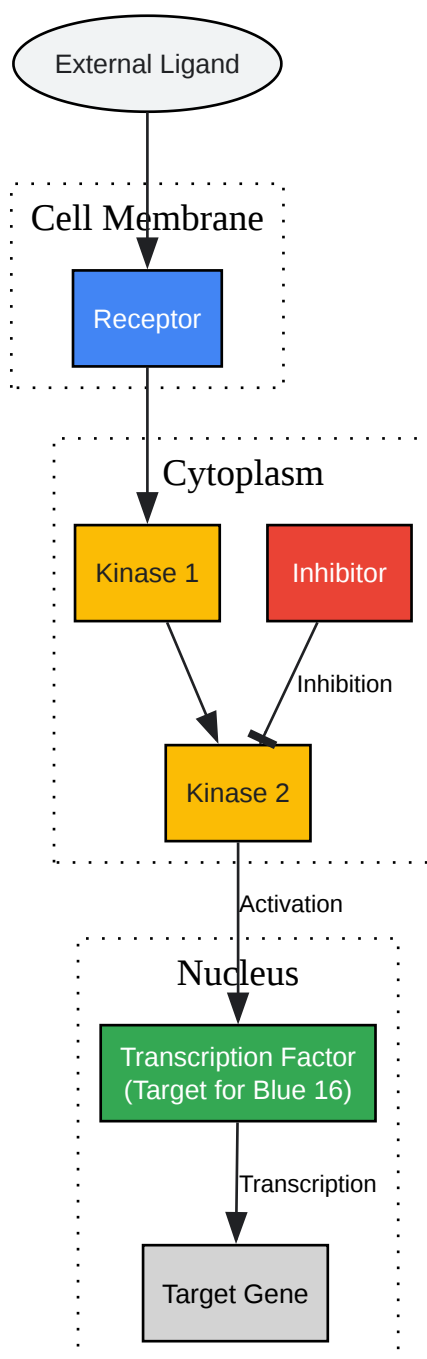 External Ligand
Cell Membrane
Receptor
Cytoplasm
Kinase 1
Inhibitor
Inhibition
Kinase 2
Activation
Nucleus
Transcription Factor
(Target for Blue 16)
Transcription
Target Gene